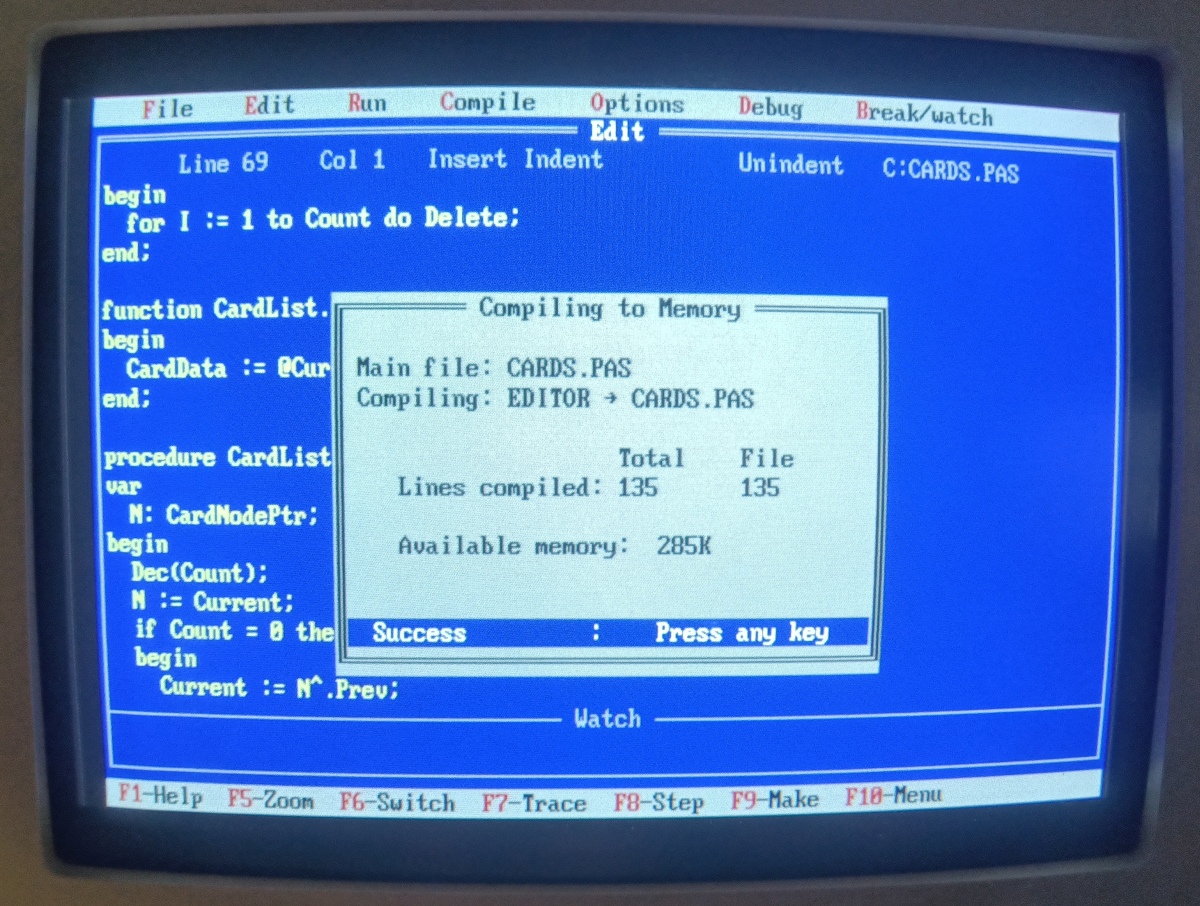 File Edit Run Compile Options Debug Break/watch
Edit
Line 69 Col 1 Insert Indent Unindent C:CARDS.PAS
begin
for I := 1 to Count do Delete;
end;
function CardList.
begin
CardData := @Cur
end;
procedure CardList
var
N: CardNodePtr;
begin
Dec(Count);
N := Current;
if Count = 0 the
begin
Current := N^.Prev;
Compiling to Memory
Main file: CARDS.PAS
Compiling: EDITOR → CARDS.PAS
Total File
Lines compiled: 135 135
Available memory: 285K
Success : Press any key
Watch
F1-Help F5-Zoom F6-Switch F7-Trace F8-Step F9-Make F10-Menu